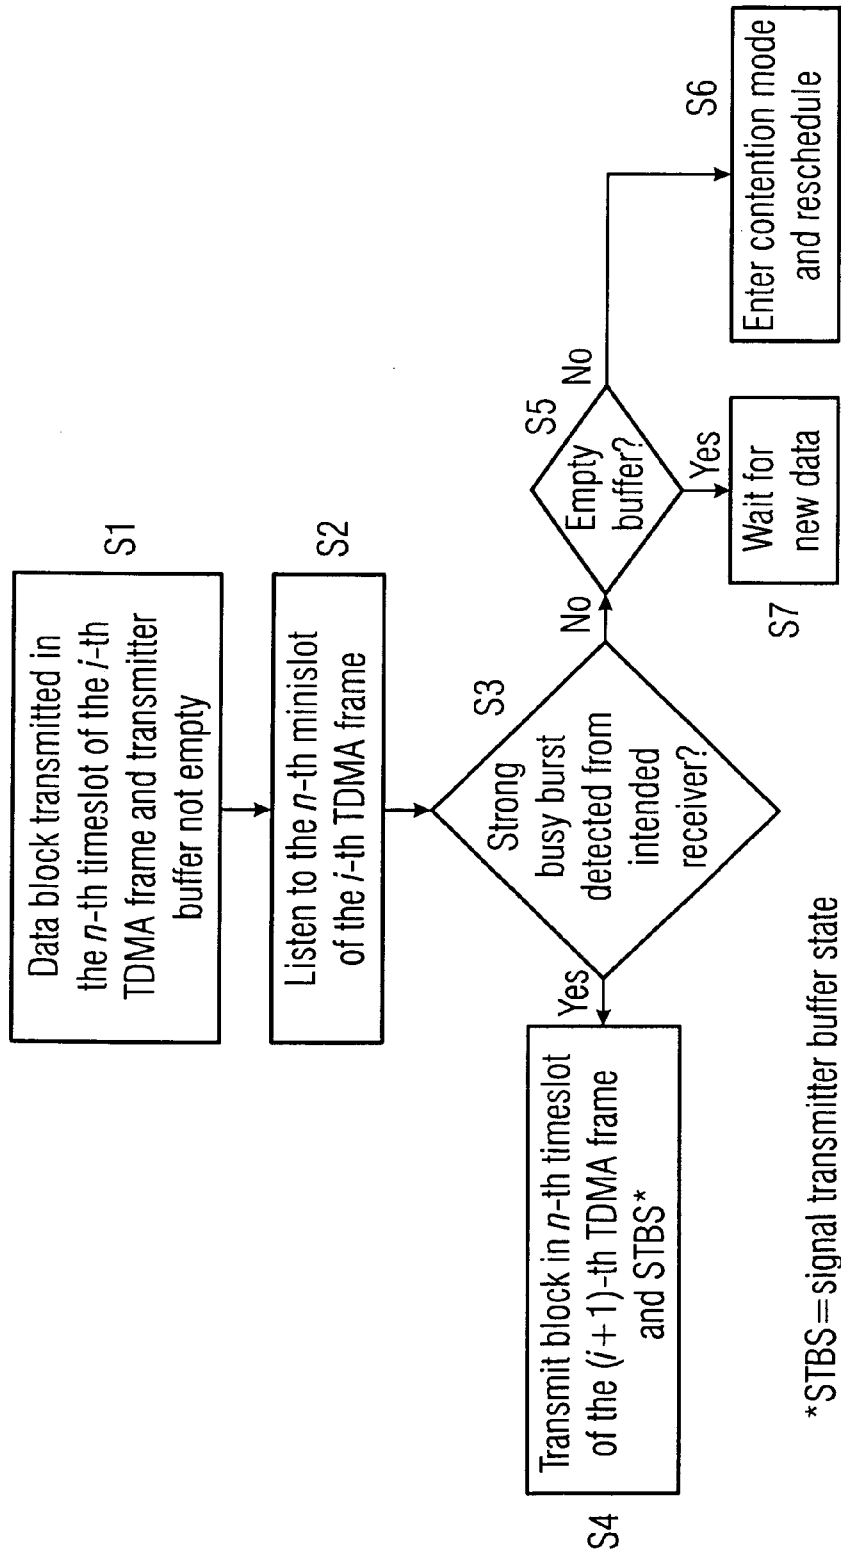 Data block transmitted in
the n-th timeslot of the i-th
TDMA frame and transmitter
buffer not empty
S1
Listen to the n-th minislot
of the i-th TDMA frame
S2
Strong
busy burst
detected from
intended
receiver?
S3
Yes
No
Transmit block in n-th timeslot
of the (i+1)-th TDMA frame
and STBS*
S4
Empty
buffer?
S5
No
Yes
Enter contention mode
and reschedule
S6
Wait for
new data
S7
*STBS=signal transmitter buffer state